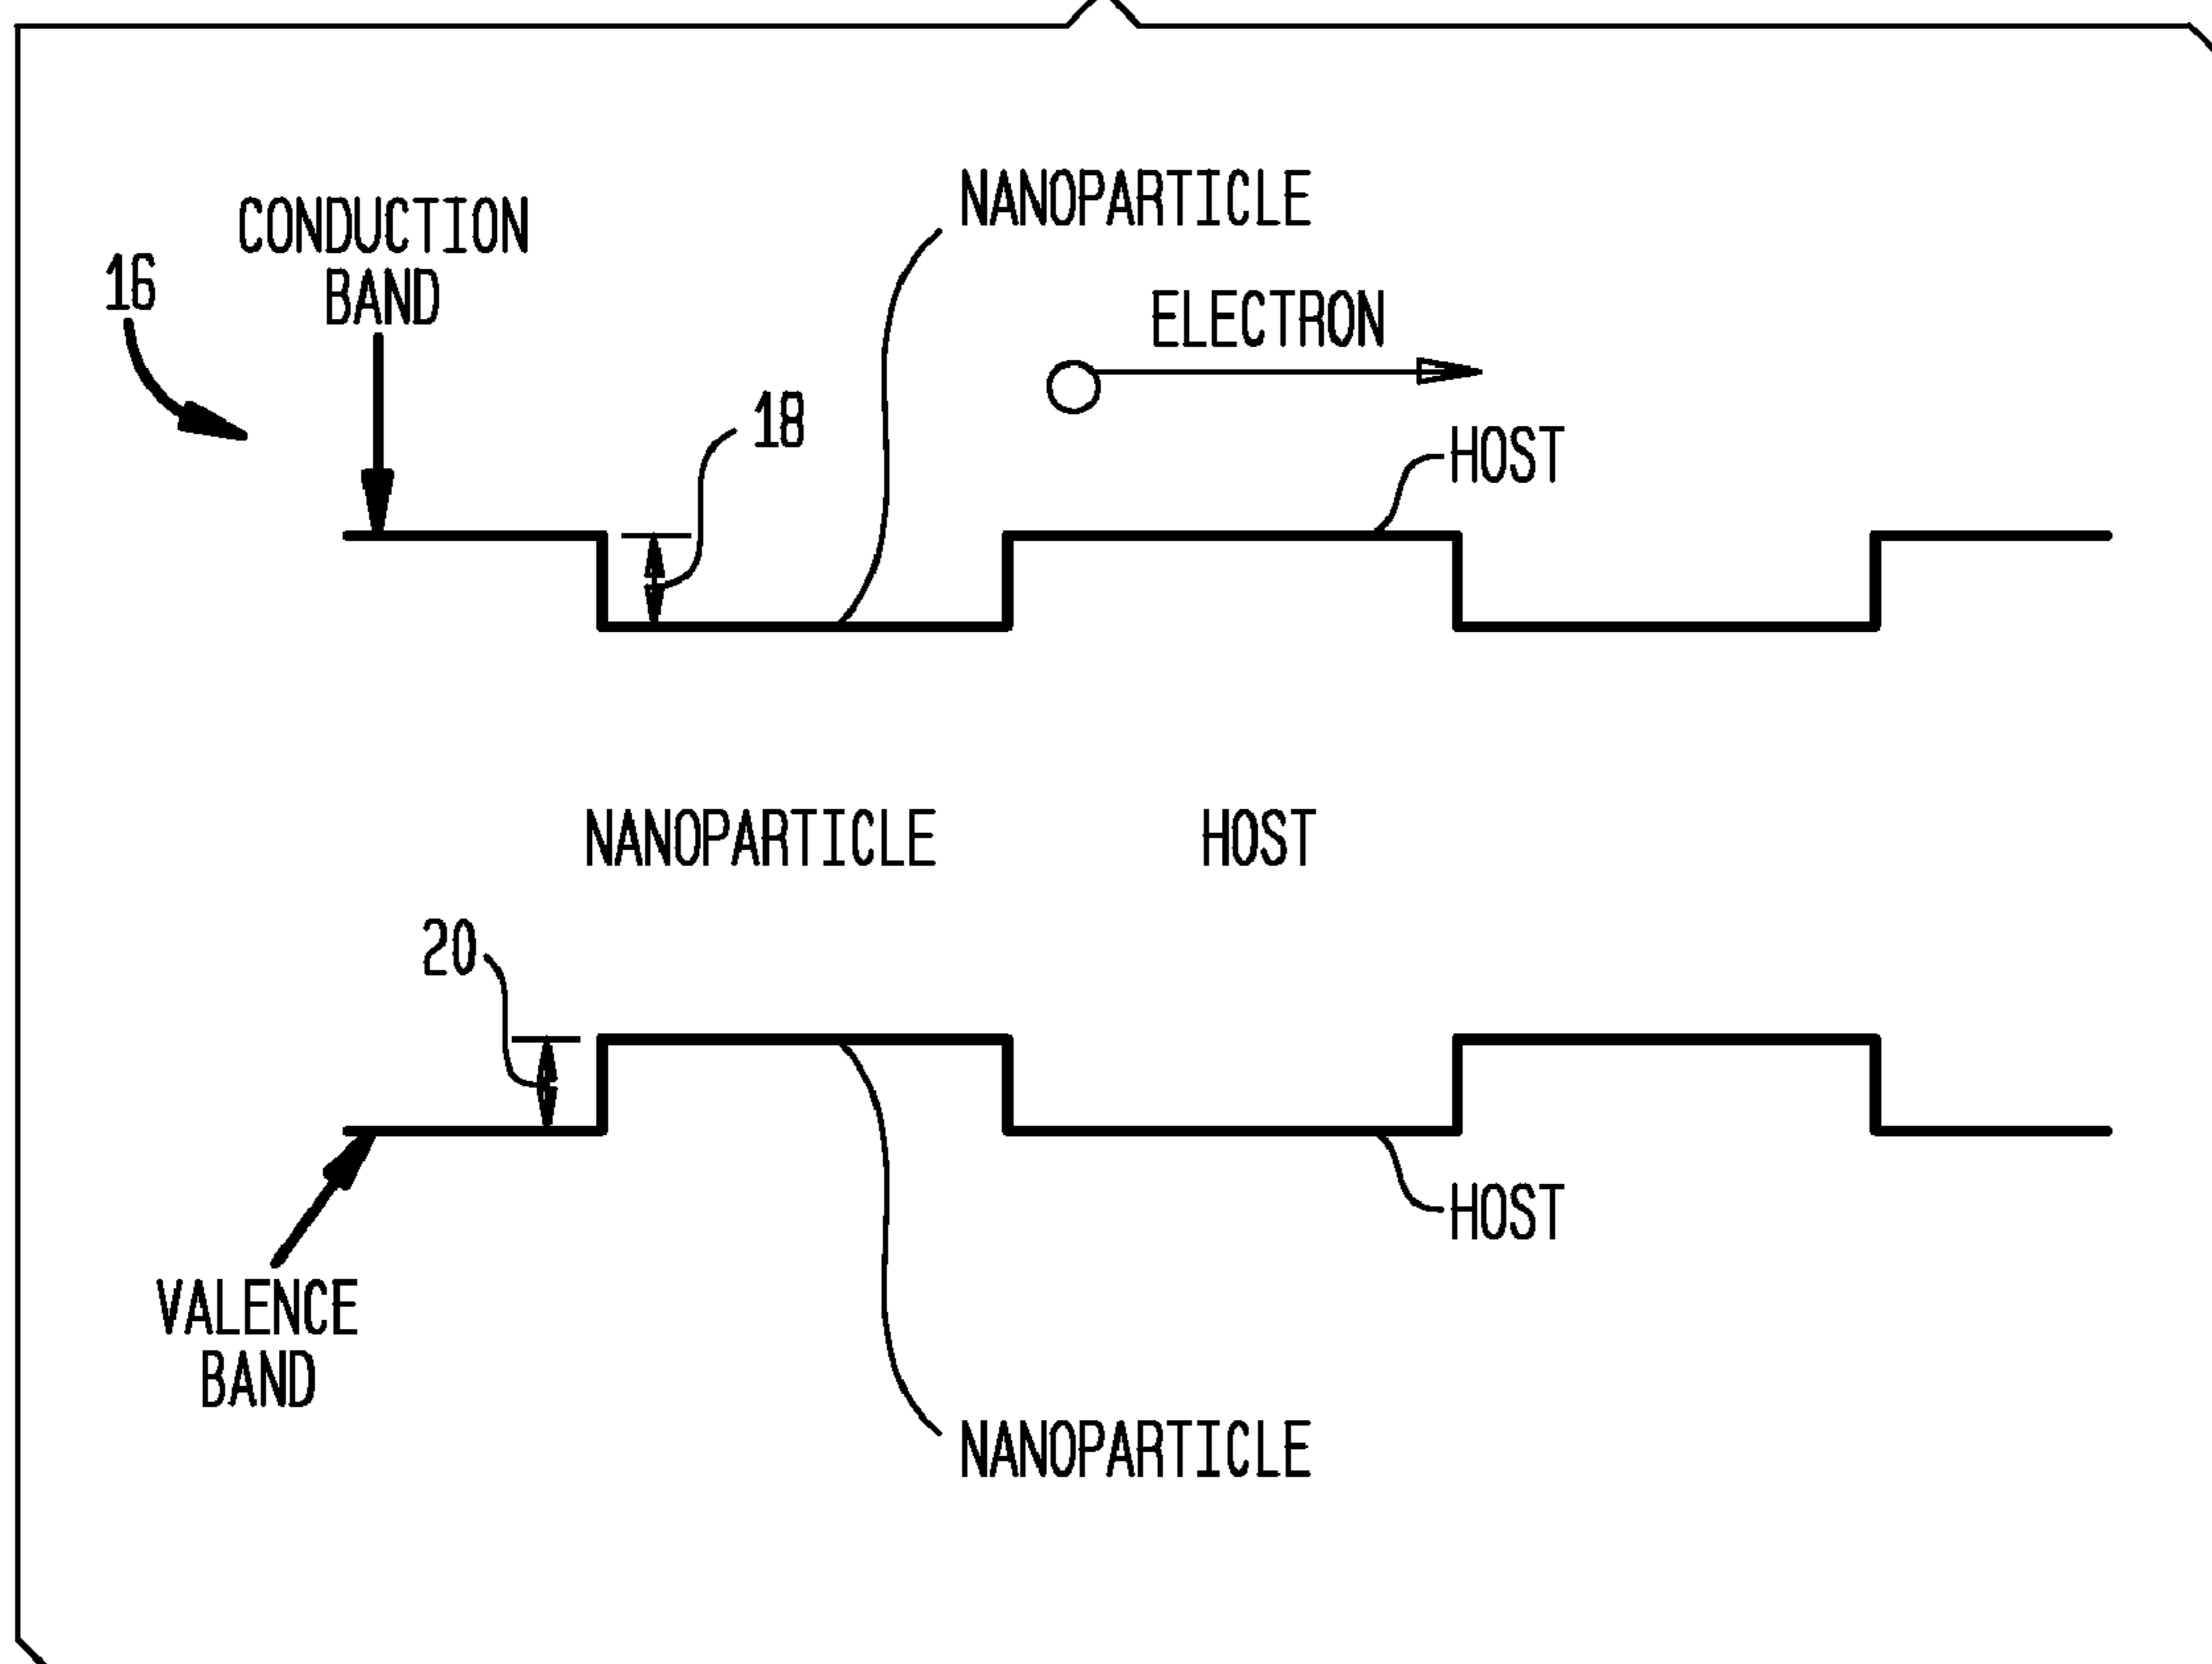 NANOPARTICLE
CONDUCTION
BAND
16
ELECTRON
18
HOST
NANOPARTICLE
HOST
20
HOST
VALENCE
BAND
NANOPARTICLE